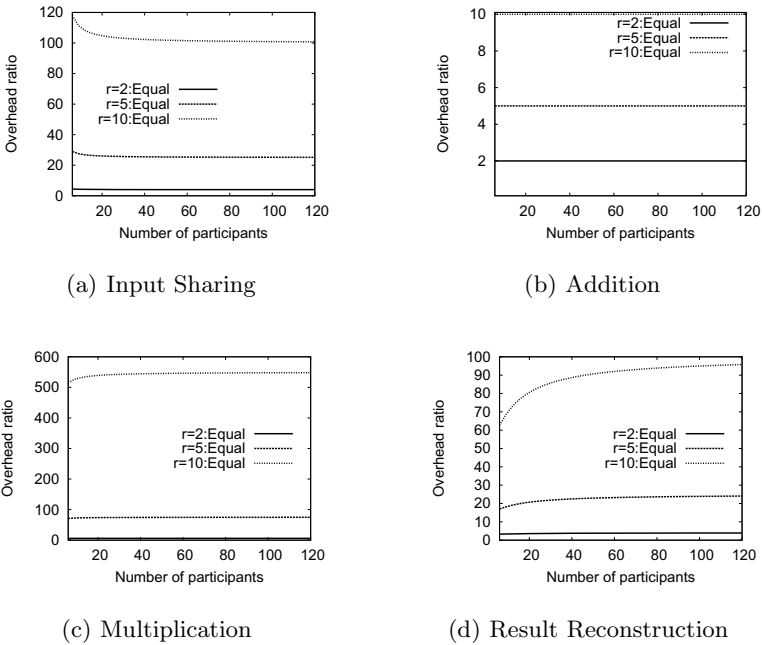 120
100
80
60
40
20
0
Overhead ratio
r=2:Equal
r=5:Equal
r=10:Equal
20 40 60 80 100 120
Number of participants
(a) Input Sharing
10
8
6
4
2
Overhead ratio
r=2:Equal
r=5:Equal
r=10:Equal
20 40 60 80 100 120
Number of participants
(b) Addition
600
500
400
300
200
100
0
Overhead ratio
r=2:Equal
r=5:Equal
r=10:Equal
20 40 60 80 100 120
Number of participants
(c) Multiplication
100
90
80
70
60
50
40
30
20
10
0
Overhead ratio
r=2:Equal
r=5:Equal
r=10:Equal
20 40 60 80 100 120
Number of participants
(d) Result Reconstruction